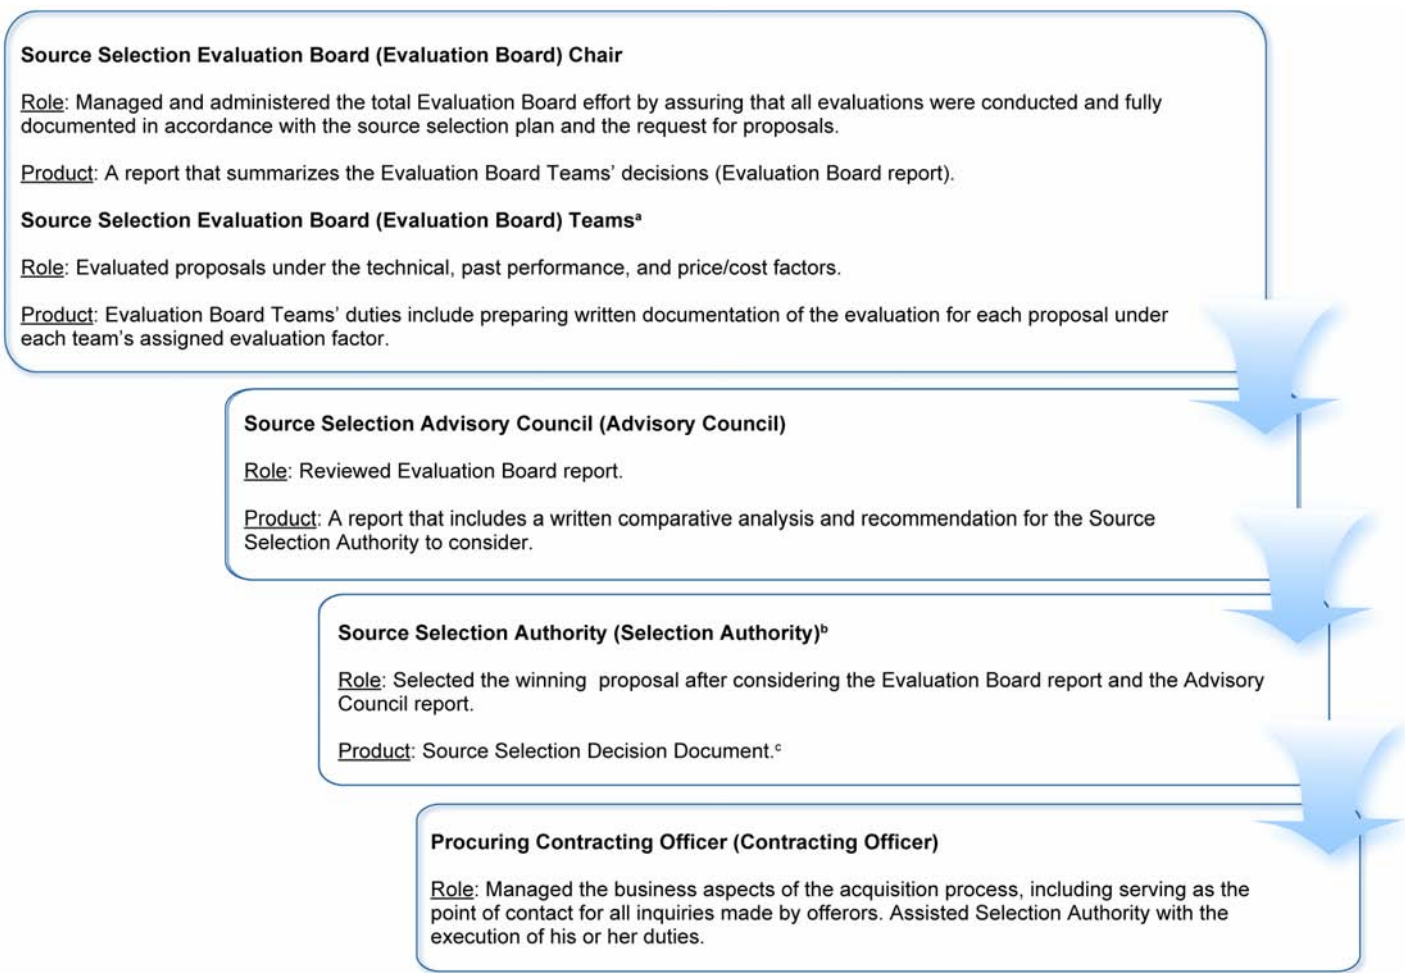 Source Selection Evaluation Board (Evaluation Board) Chair
Role: Managed and administered the total Evaluation Board effort by assuring that all evaluations were conducted and fully
documented in accordance with the source selection plan and the request for proposals.
Product: A report that summarizes the Evaluation Board Teams’ decisions (Evaluation Board report).
Source Selection Evaluation Board (Evaluation Board) Teamsᵃ
Role: Evaluated proposals under the technical, past performance, and price/cost factors.
Product: Evaluation Board Teams’ duties include preparing written documentation of the evaluation for each proposal under
each team’s assigned evaluation factor.
Source Selection Advisory Council (Advisory Council)
Role: Reviewed Evaluation Board report.
Product: A report that includes a written comparative analysis and recommendation for the Source
Selection Authority to consider.
Source Selection Authority (Selection Authority)ᵇ
Role: Selected the winning proposal after considering the Evaluation Board report and the Advisory
Council report.
Product: Source Selection Decision Document.ᶜ
Procuring Contracting Officer (Contracting Officer)
Role: Managed the business aspects of the acquisition process, including serving as the
point of contact for all inquiries made by offerors. Assisted Selection Authority with the
execution of his or her duties.